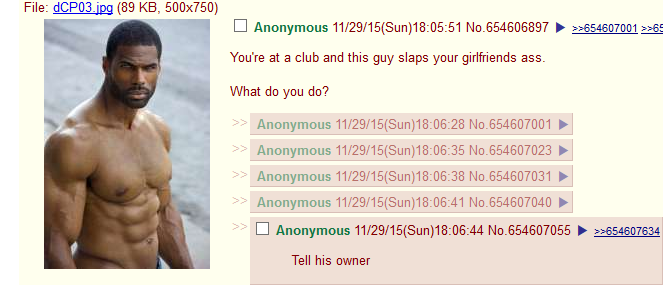 File: dCP03.jpg (89 KB, 500x750)
Anonymous 11/29/15(Sun)18:05:51 No.654606897 ▶ >>654607001 >>65
You're at a club and this guy slaps your girlfriends ass.
What do you do?
>> Anonymous 11/29/15(Sun)18:06:28 No.654607001 ▶
>> Anonymous 11/29/15(Sun)18:06:35 No.654607023 ▶
>> Anonymous 11/29/15(Sun)18:06:38 No.654607031 ▶
>> Anonymous 11/29/15(Sun)18:06:41 No.654607040 ▶
>> Anonymous 11/29/15(Sun)18:06:44 No.654607055 ▶ >>654607634
Tell his owner